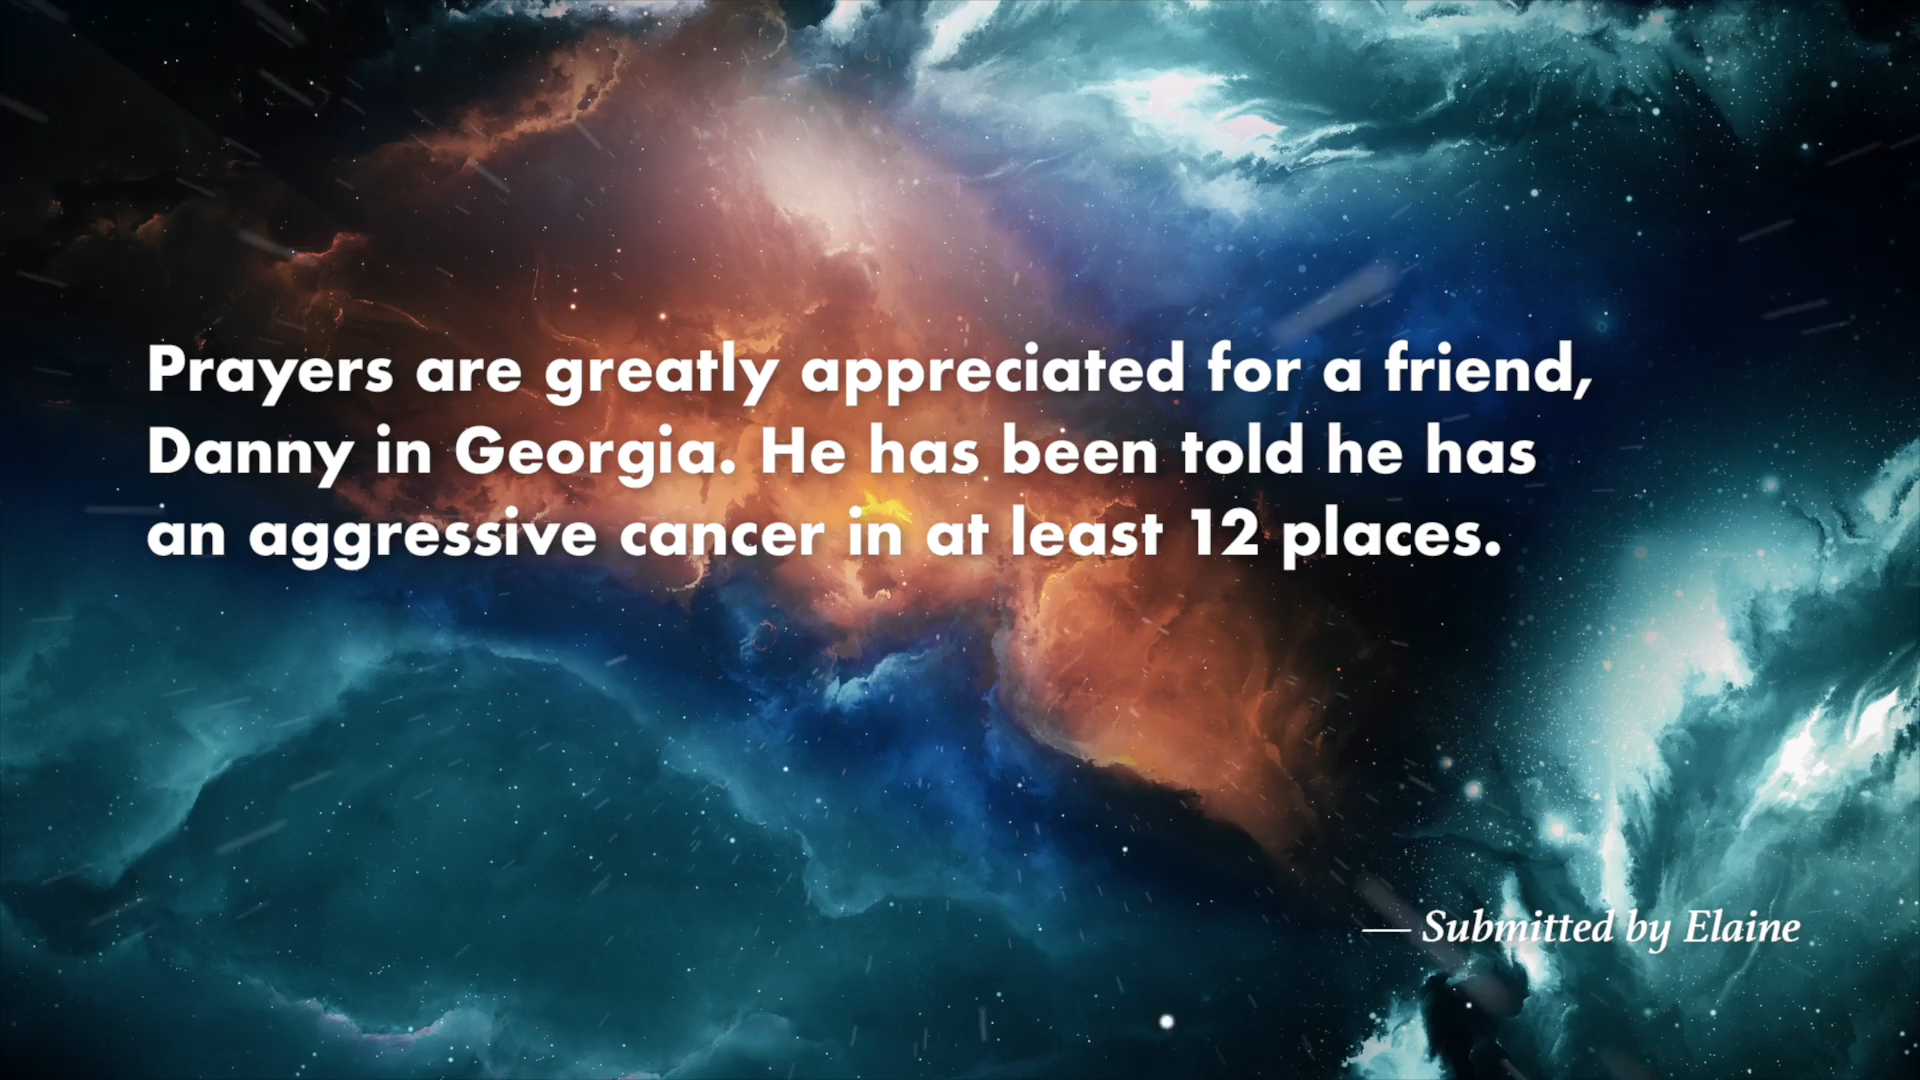 Prayers are greatly appreciated for a friend,
Danny in Georgia. He has been told he has
an aggressive cancer in at least 12 places.
— Submitted by Elaine